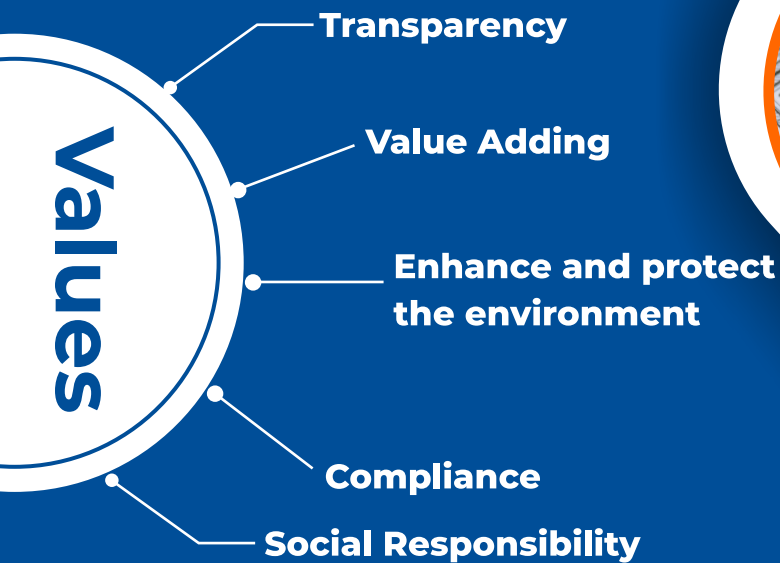 Values
Transparency
Value Adding
Enhance and protect
the environment
Compliance
Social Responsibility